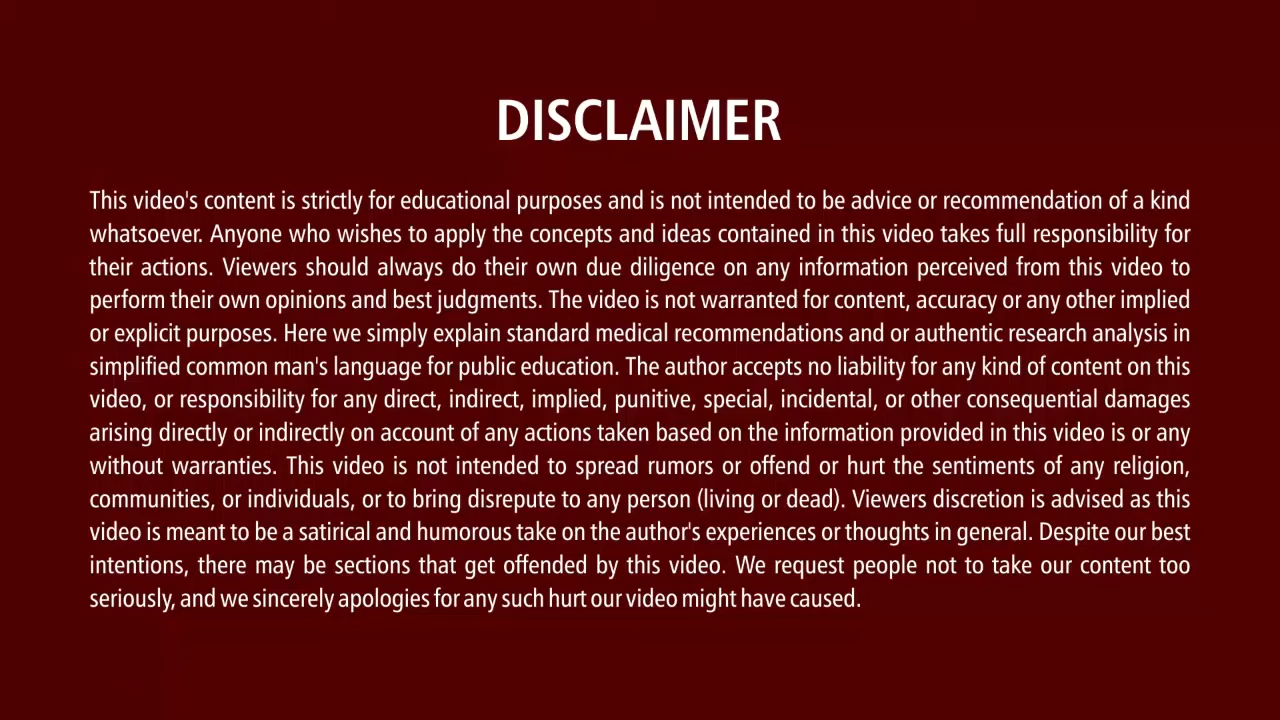 DISCLAIMER
This video's content is strictly for educational purposes and is not intended to be advice or recommendation of a kind
whatsoever. Anyone who wishes to apply the concepts and ideas contained in this video takes full responsibility for
their actions. Viewers should always do their own due diligence on any information perceived from this video to
perform their own opinions and best judgments. The video is not warranted for content, accuracy or any other implied
or explicit purposes. Here we simply explain standard medical recommendations and or authentic research analysis in
simplified common man's language for public education. The author accepts no liability for any kind of content on this
video, or responsibility for any direct, indirect, implied, punitive, special, incidental, or other consequential damages
arising directly or indirectly on account of any actions taken based on the information provided in this video is or any
without warranties. This video is not intended to spread rumors or offend or hurt the sentiments of any religion,
communities, or individuals, or to bring disrepute to any person (living or dead). Viewers discretion is advised as this
video is meant to be a satirical and humorous take on the author's experiences or thoughts in general. Despite our best
intentions, there may be sections that get offended by this video. We request people not to take our content too
seriously, and we sincerely apologies for any such hurt our video might have caused.